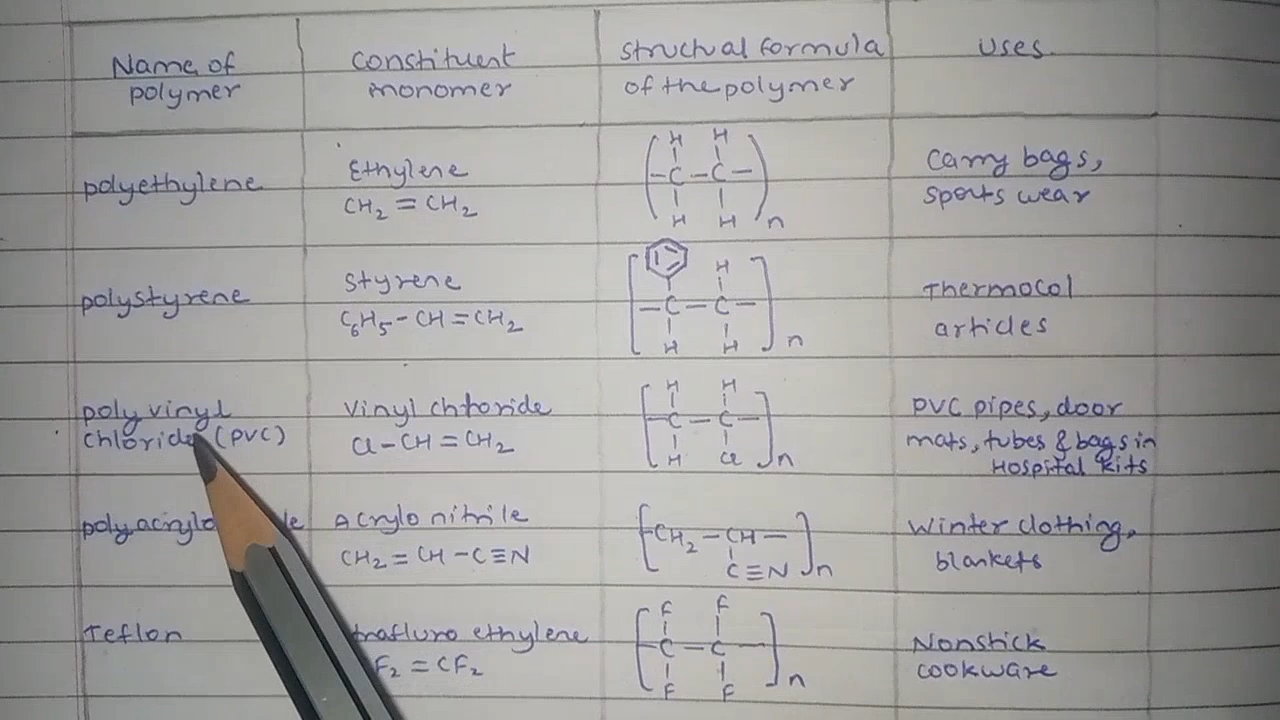 Name of
polymer
Constituent
monomer
Structual formula
of the polymer
Uses
polyethylene
Ethylene
CH₂ = CH₂
H H
-C-C-
H H n
Carry bags,
sports wear
polystyrene
Styrene
C₆H₅-CH=CH₂
H
-C-C-
H H n
Thermocol
articles
poly vinyl
chloride (PVC)
Vinyl chloride
Cl-CH=CH₂
H H
-C-C-
H Cl n
PVC pipes, door
mats, tubes & bags in
Hospital kits
Acrylo nitrile
CH₂=CH-C≡N
CH₂-CH-
C≡N n
Winter clothing,
blankets
Teflon
ethylene
F₂ = CF₂
F F
-C-C-
F F n
Nonstick
cookware